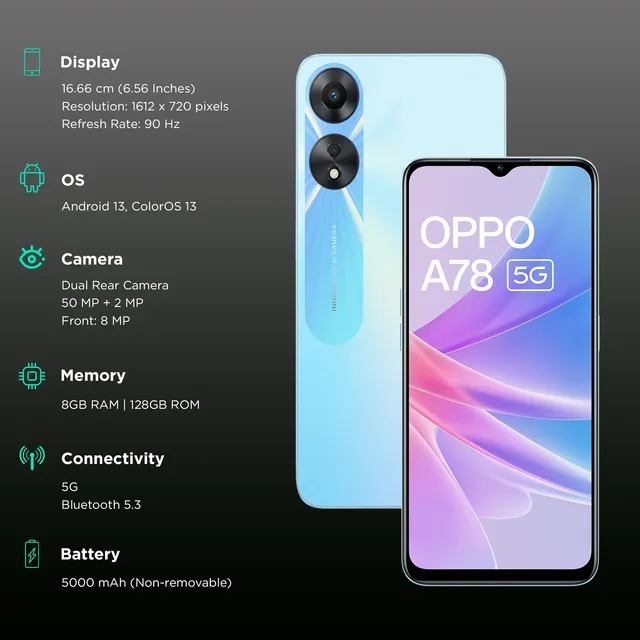 Display
16.66 cm (6.56 Inches)
Resolution: 1612 x 720 pixels
Refresh Rate: 90 Hz
OS
Android 13, ColorOS 13
Camera
Dual Rear Camera
50 MP + 2 MP
Front: 8 MP
Memory
8GB RAM | 128GB ROM
Connectivity
5G
Bluetooth 5.3
Battery
5000 mAh (Non-removable)
AI CAMERA
OPPO
A78 5G